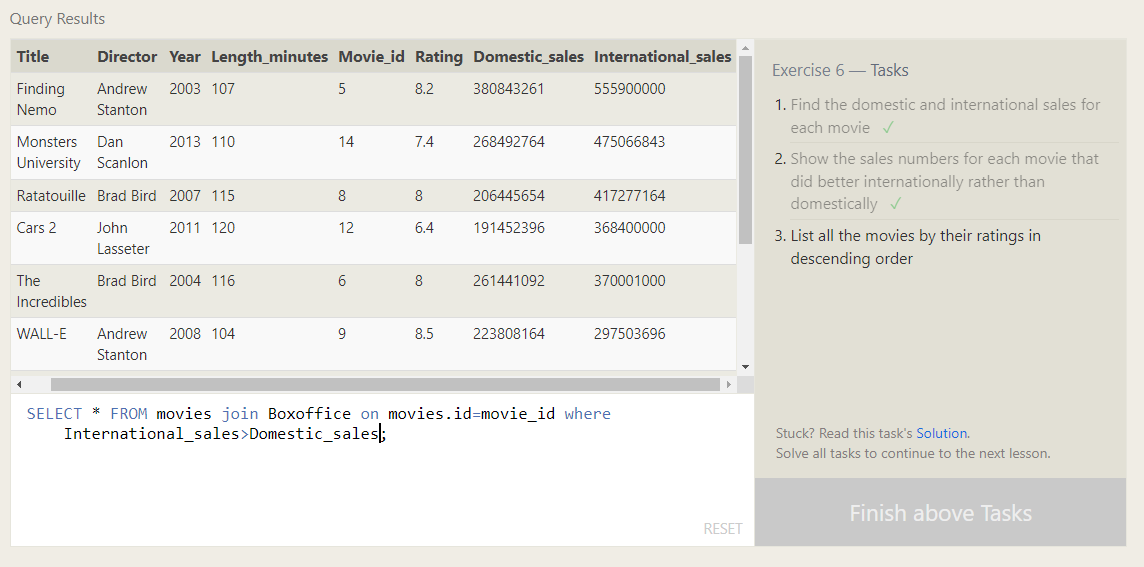 Query Results
Title Director Year Length_minutes Movie_id Rating Domestic_sales International_sales
Finding Andrew 2003 107 5 8.2 380843261 555900000
Nemo Stanton
Monsters Dan 2013 110 14 7.4 268492764 475066843
University Scanlon
Ratatouille Brad Bird 2007 115 8 8 206445654 417277164
Cars 2 John 2011 120 12 6.4 191452396 368400000
Lasseter
The Brad Bird 2004 116 6 8 261441092 370001000
Incredibles
WALL-E Andrew 2008 104 9 8.5 223808164 297503696
Stanton
SELECT * FROM movies join Boxoffice on movies.id=movie_id where
International_sales>Domestic_sales;
RESET
Exercise 6 — Tasks
1. Find the domestic and international sales for
each movie ✓
2. Show the sales numbers for each movie that
did better internationally rather than
domestically ✓
3. List all the movies by their ratings in
descending order
Stuck? Read this task's Solution.
Solve all tasks to continue to the next lesson.
Finish above Tasks